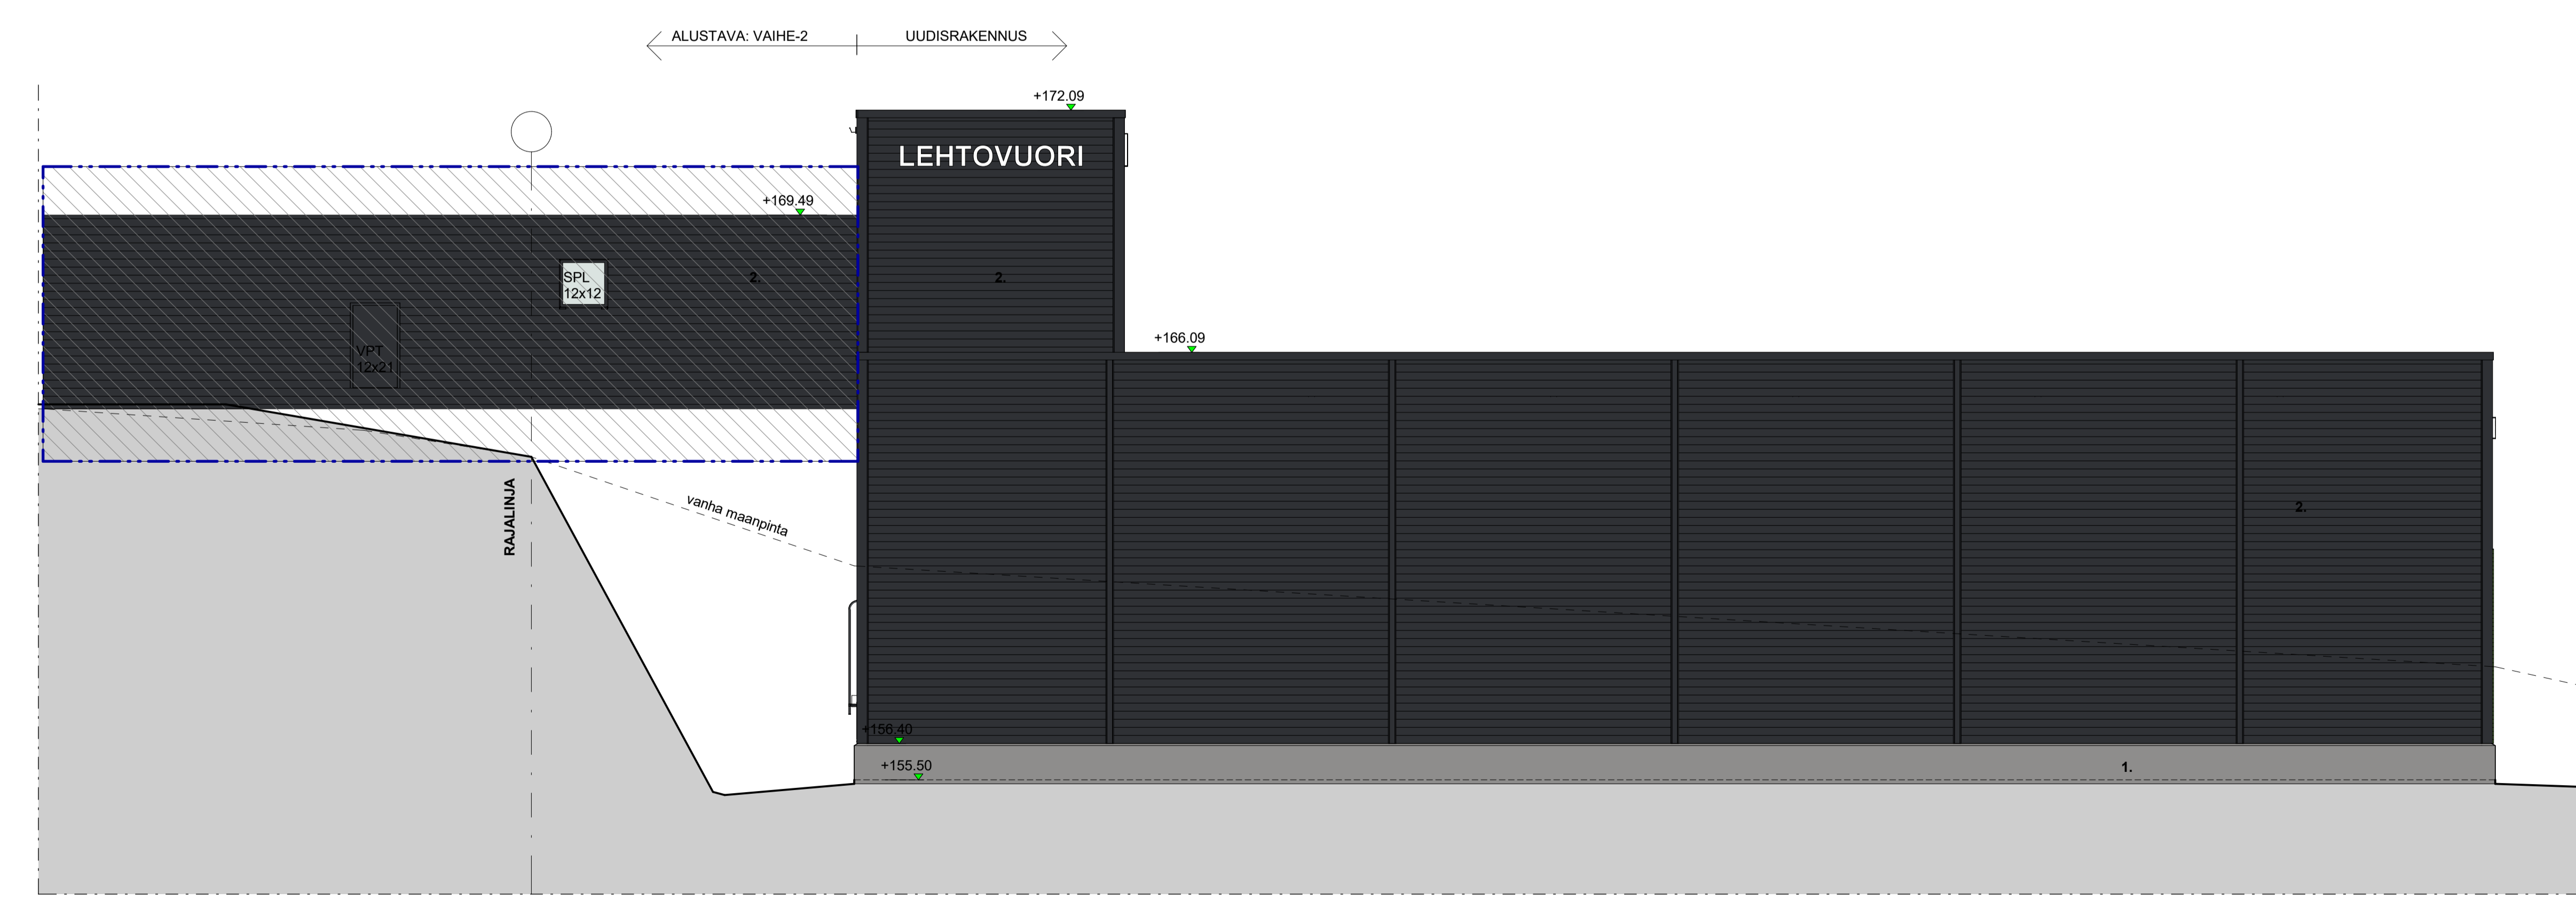 ALUSTAVA: VAIHE-2
UUDISRAKENNUS
+172.09
LEHTOVUORI
+169.49
2.
2.
SPL
12x12
+166.09
VPT
12x21
RAJALINJA
vanha maanpinta
2.
+156.40
+155.50
1.